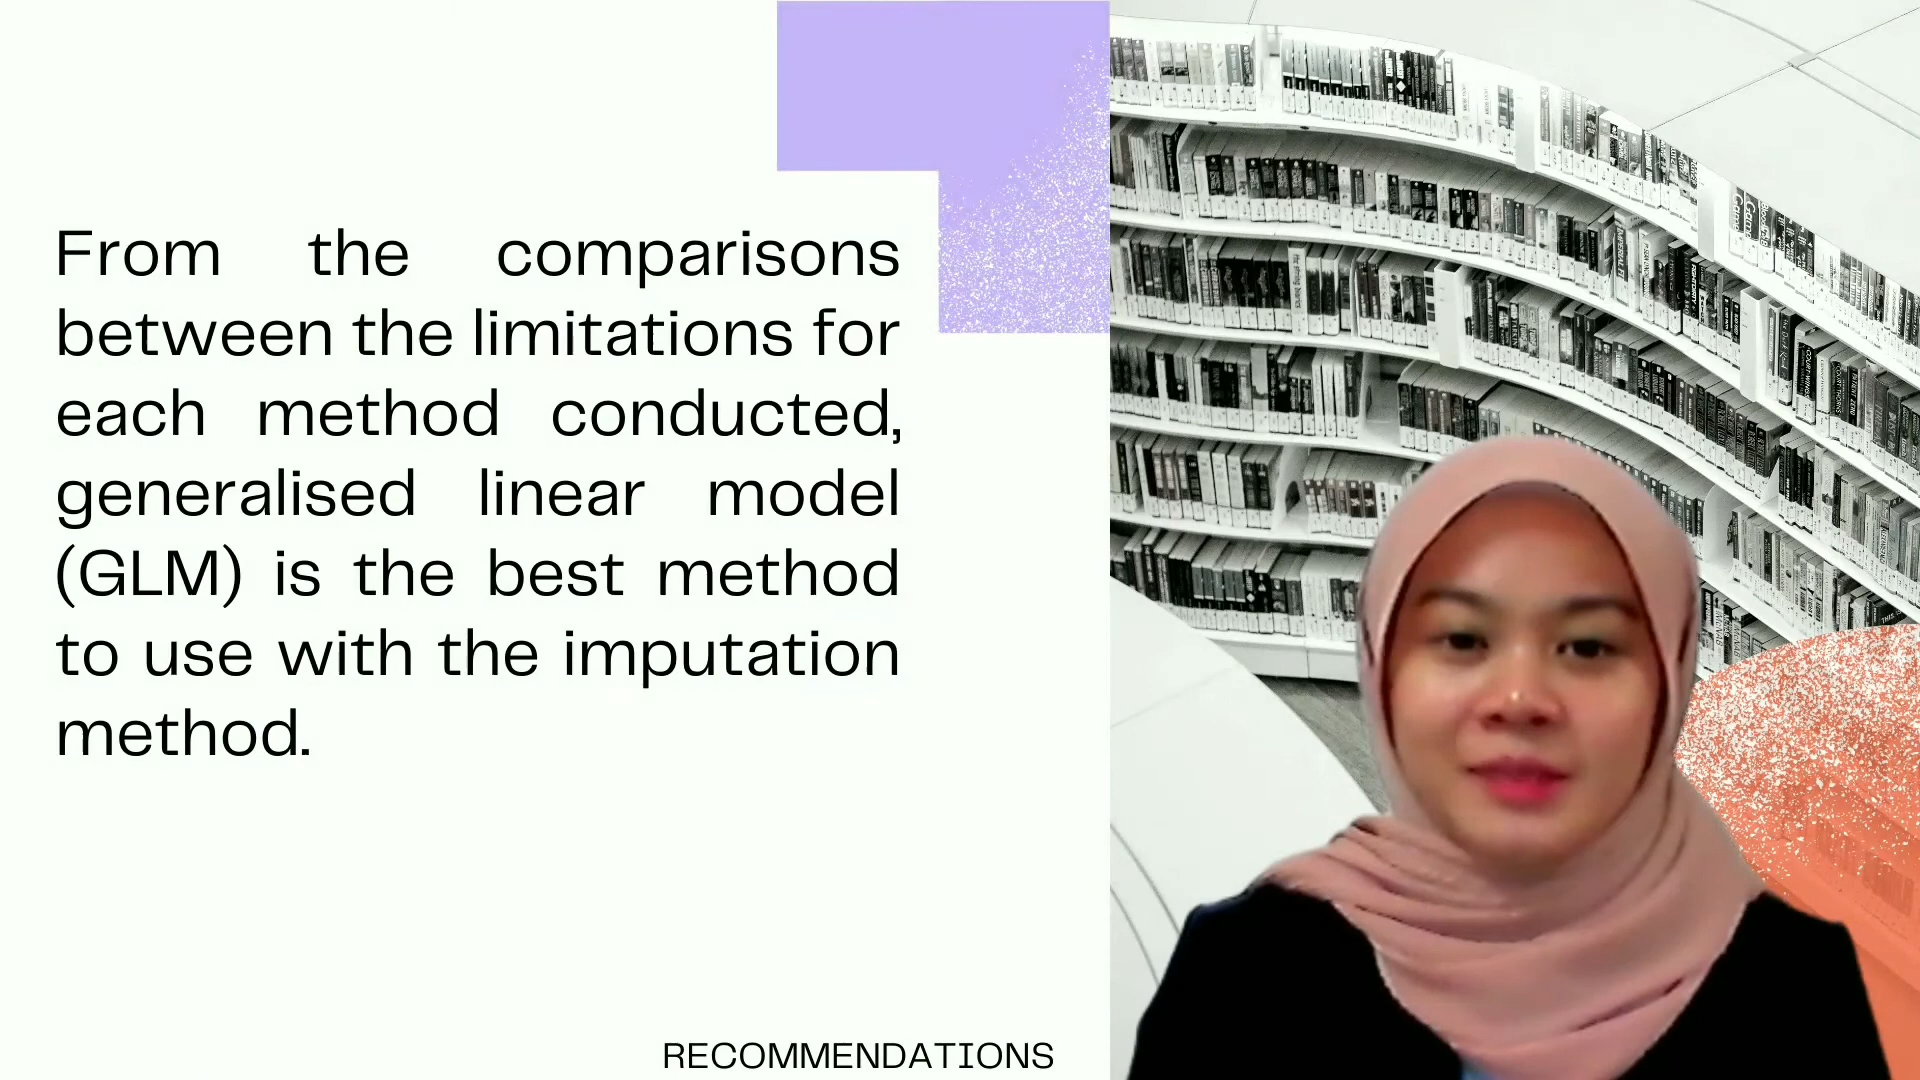 From the comparisons
between the limitations for
each method conducted,
generalised linear model
(GLM) is the best method
to use with the imputation
method.
RECOMMENDATIONS